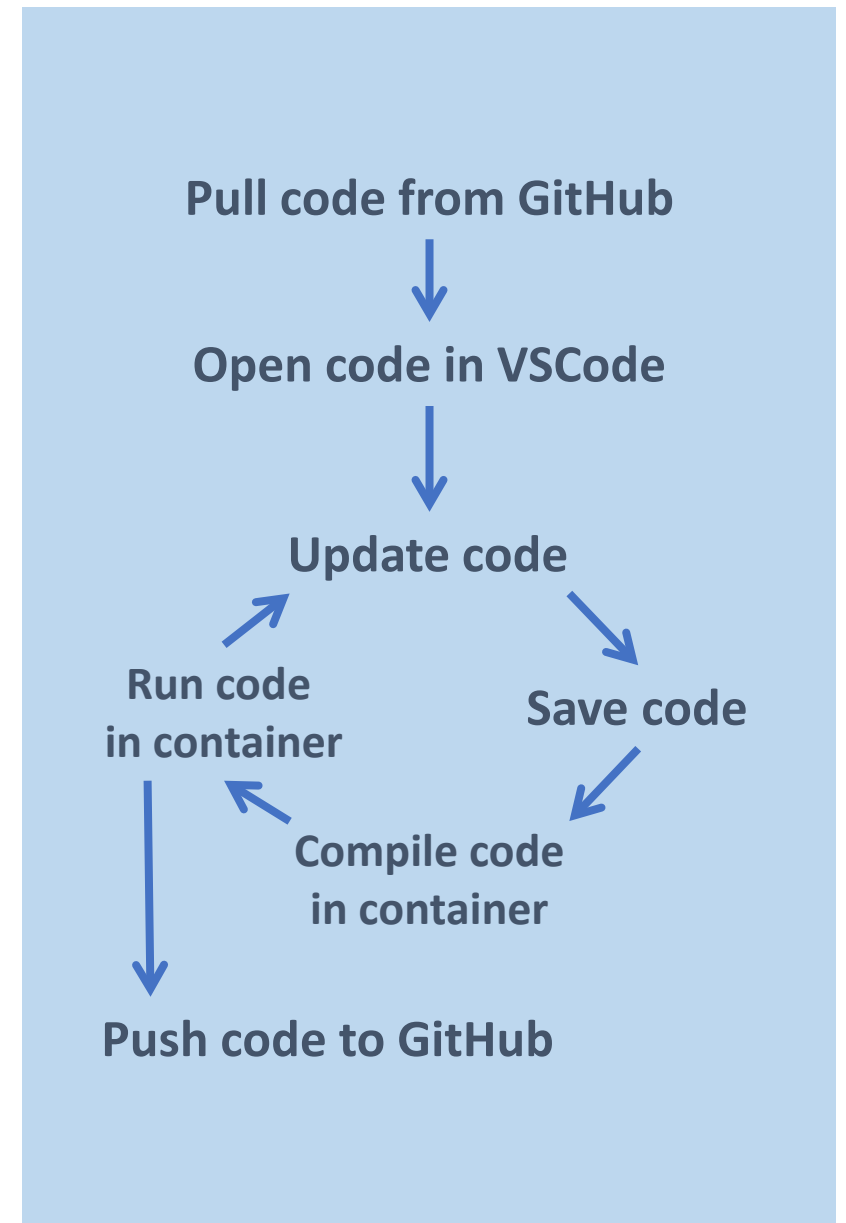 Pull code from GitHub
Open code in VSCode
Update code
Run code
in container
Save code
Compile code
in container
Push code to GitHub